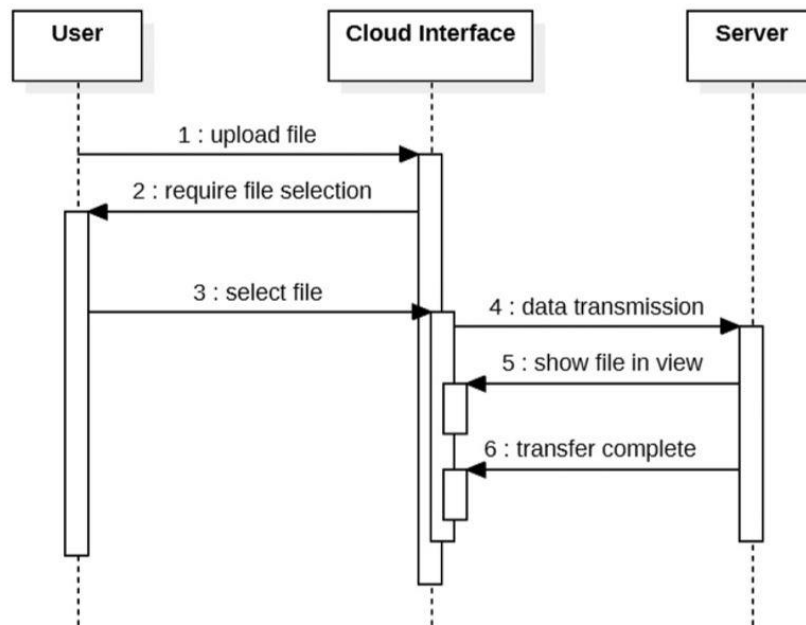 User
Cloud Interface
Server
1 : upload file
2 : require file selection
3 : select file
4 : data transmission
5 : show file in view
6 : transfer complete